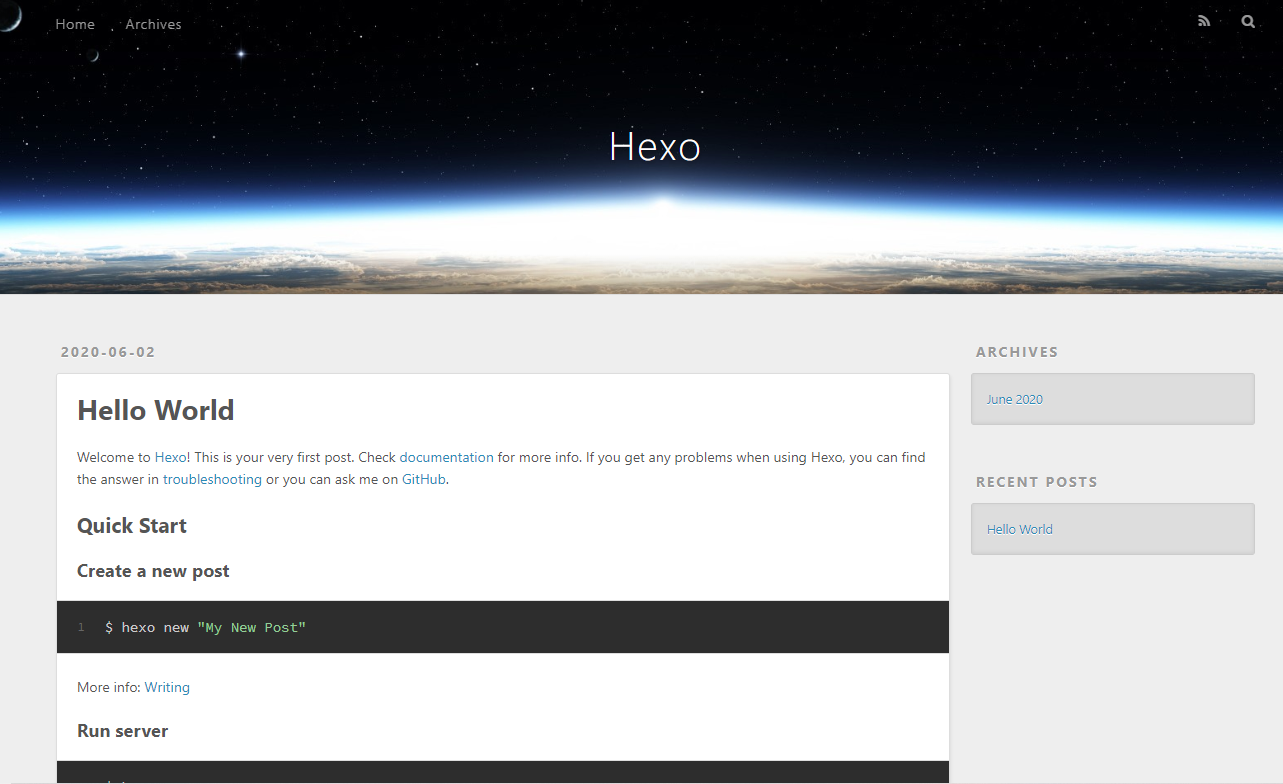 Home Archives
Hexo
2020-06-02
Hello World
Welcome to Hexo! This is your very first post. Check documentation for more info. If you get any problems when using Hexo, you can find
the answer in troubleshooting or you can ask me on GitHub.
Quick Start
Create a new post
1 $ hexo new "My New Post"
More info: Writing
Run server
ARCHIVES
June 2020
RECENT POSTS
Hello World